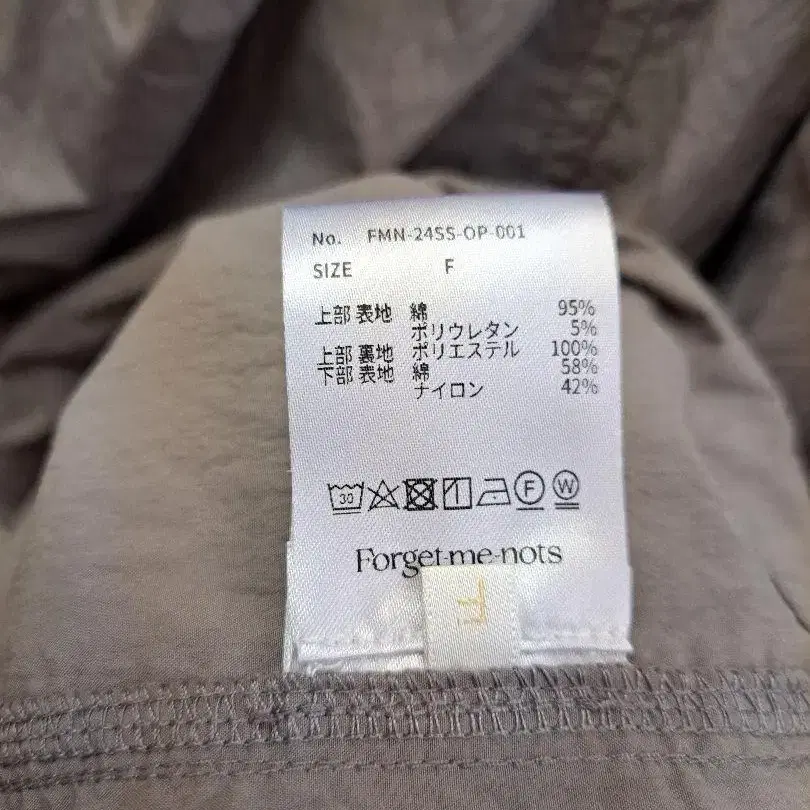 No. FMN-24SS-OP-001
SIZE F
上部 表地 綿 95%
ポリウレタン 5%
上部 裏地 ポリエステル 100%
下部 表地 綿 58%
ナイロン 42%
30 F W
Forget-me-nots
F